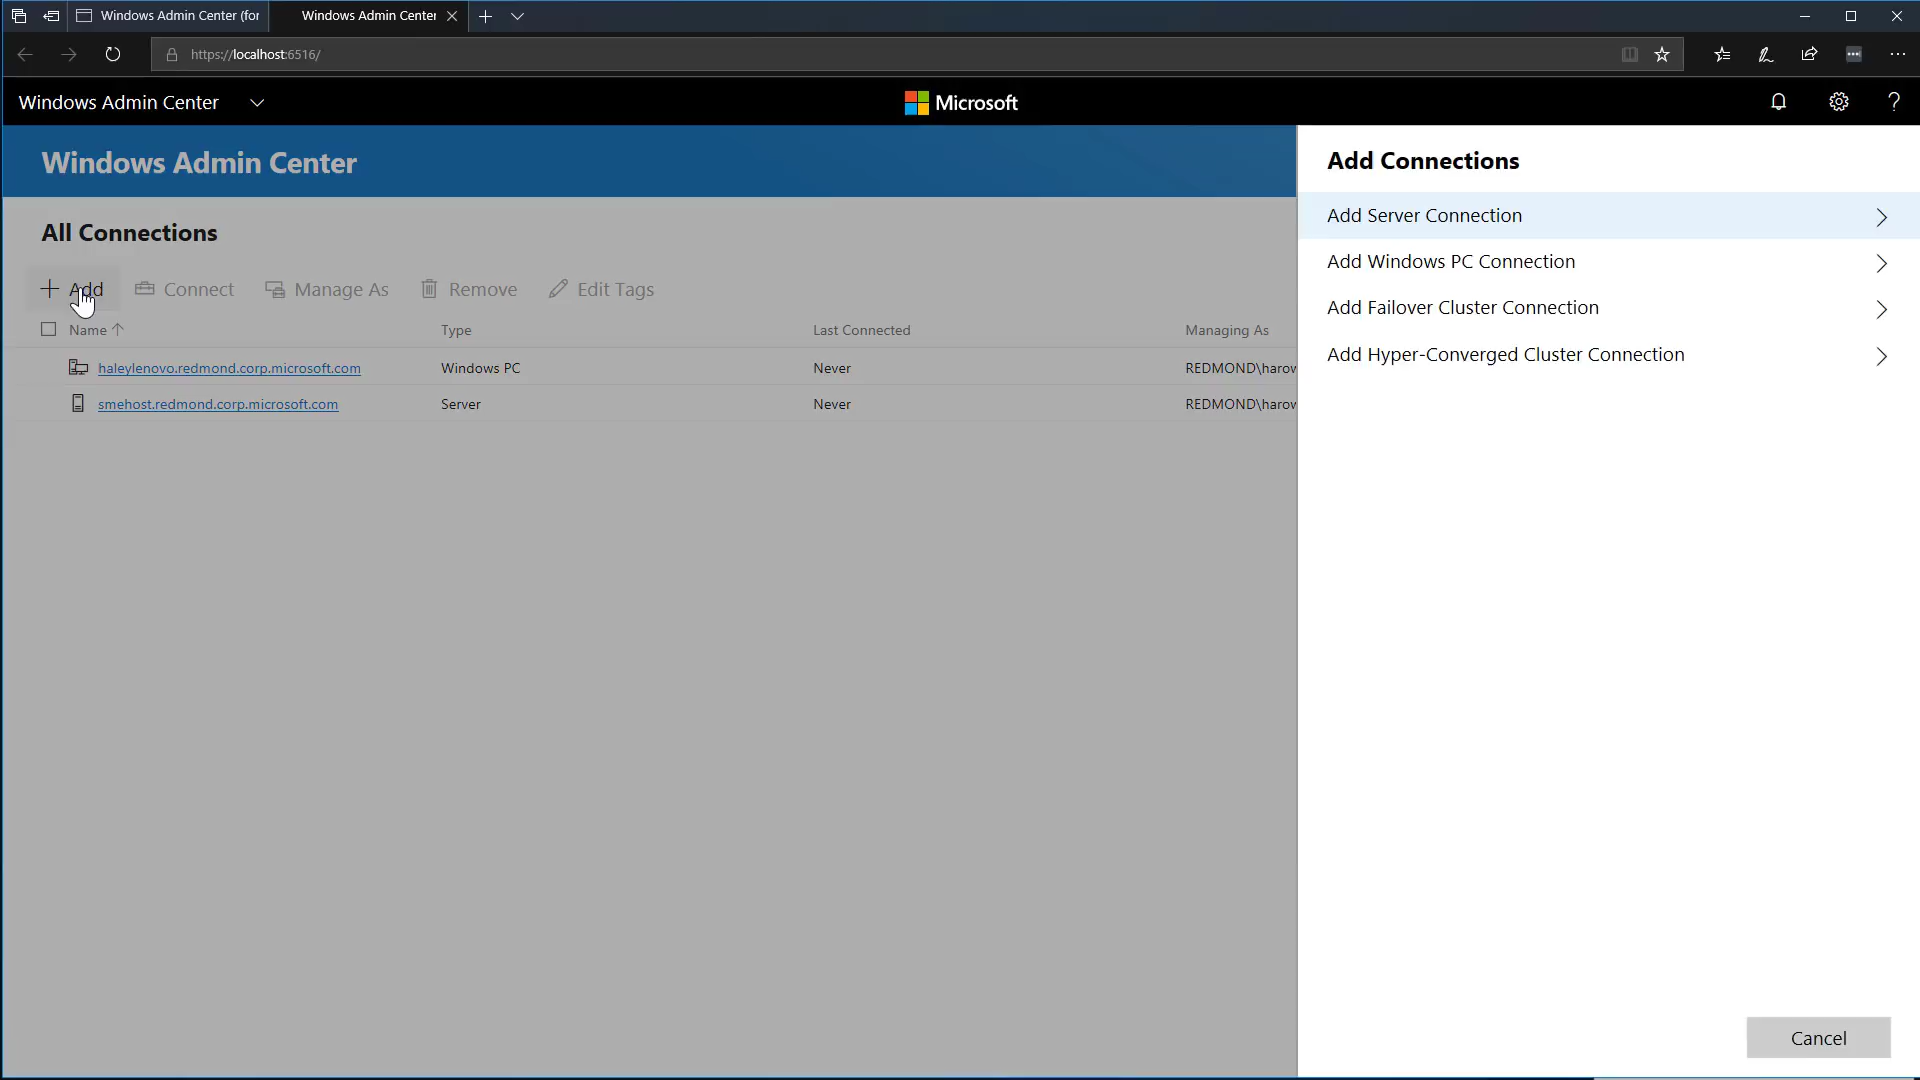 Windows Admin Center (for
Windows Admin Center
https://localhost:6516/
Windows Admin Center
Microsoft
Windows Admin Center
All Connections
Add
Connect
Manage As
Remove
Edit Tags
Name
Type
Last Connected
Managing As
haleylenovo.redmond.corp.microsoft.com
Windows PC
Never
REDMOND\harow
smehost.redmond.corp.microsoft.com
Server
Never
REDMOND\harow
Add Connections
Add Server Connection
Add Windows PC Connection
Add Failover Cluster Connection
Add Hyper-Converged Cluster Connection
Cancel